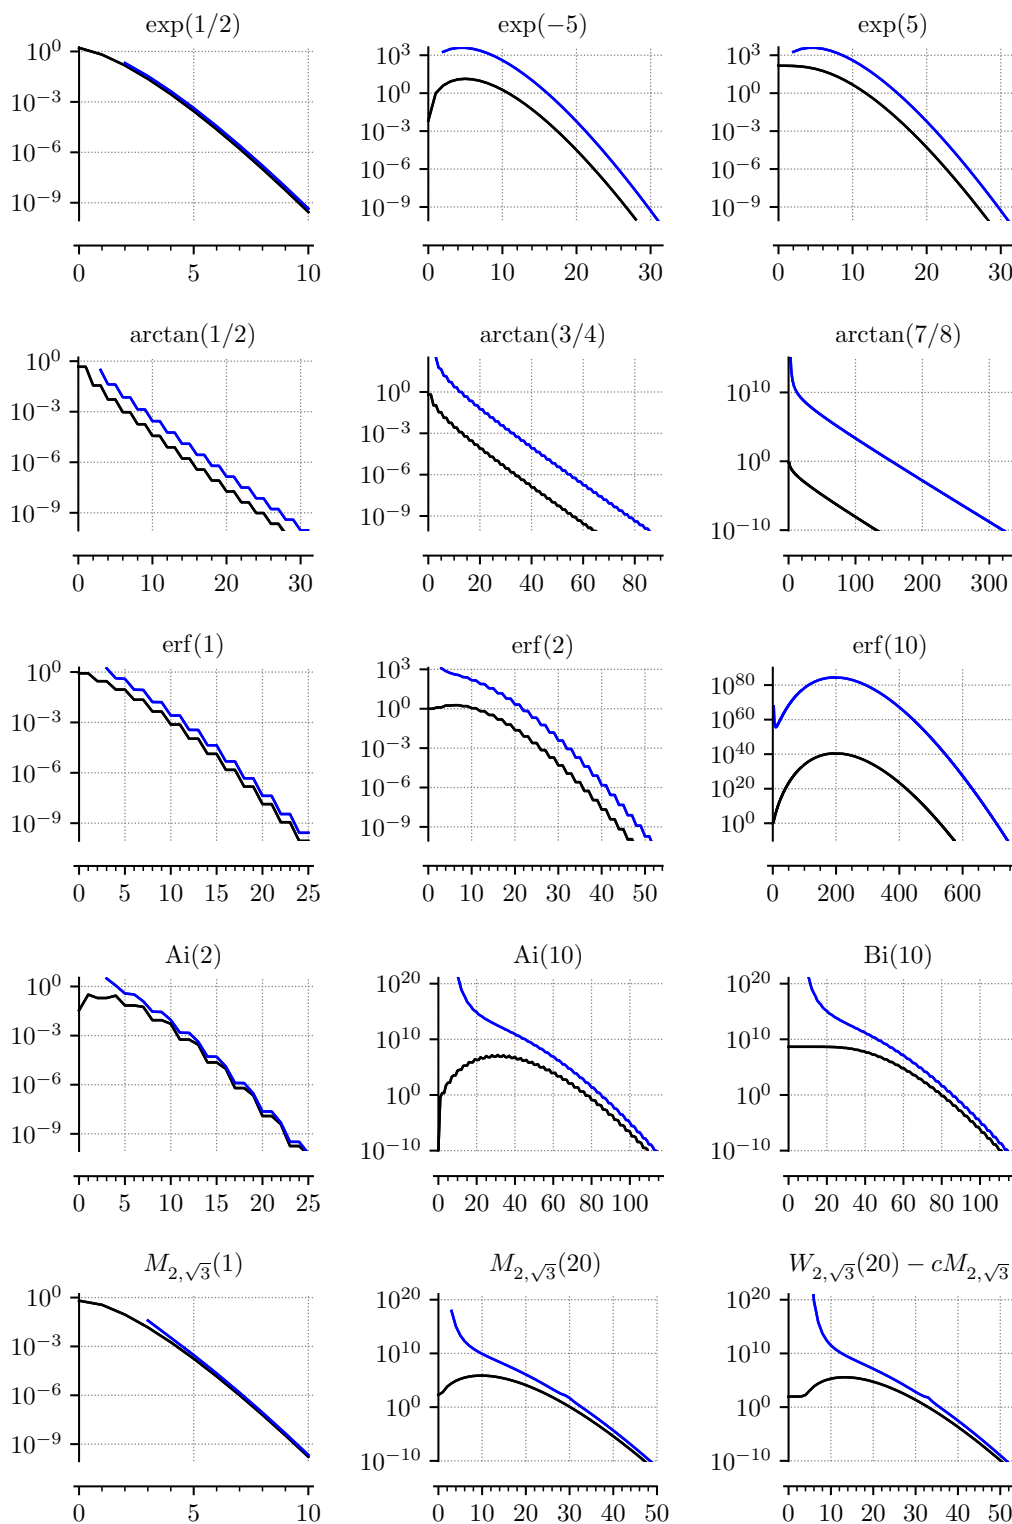 exp(1/2) exp(−5) exp(5)
10^0 10^−3 10^−6 10^−9
0 5 10
10^3 10^0 10^−3 10^−6 10^−9
0 10 20 30
10^3 10^0 10^−3 10^−6 10^−9
0 10 20 30
arctan(1/2) arctan(3/4) arctan(7/8)
10^0 10^−3 10^−6 10^−9
0 10 20 30
10^0 10^−3 10^−6 10^−9
0 20 40 60 80
10^10 10^0 10^−10
0 100 200 300
erf(1) erf(2) erf(10)
10^0 10^−3 10^−6 10^−9
0 5 10 15 20 25
10^3 10^0 10^−3 10^−6 10^−9
0 10 20 30 40 50
10^80 10^60 10^40 10^20 10^0
0 200 400 600
Ai(2) Ai(10) Bi(10)
10^0 10^−3 10^−6 10^−9
0 5 10 15 20 25
10^20 10^10 10^0 10^−10
0 20 40 60 80 100
10^20 10^10 10^0 10^−10
0 20 40 60 80 100
M_{2,√3}(1) M_{2,√3}(20) W_{2,√3}(20) − cM_{2,√3}
10^0 10^−3 10^−6 10^−9
0 5 10
10^20 10^10 10^0 10^−10
0 10 20 30 40 50
10^20 10^10 10^0 10^−10
0 10 20 30 40 50